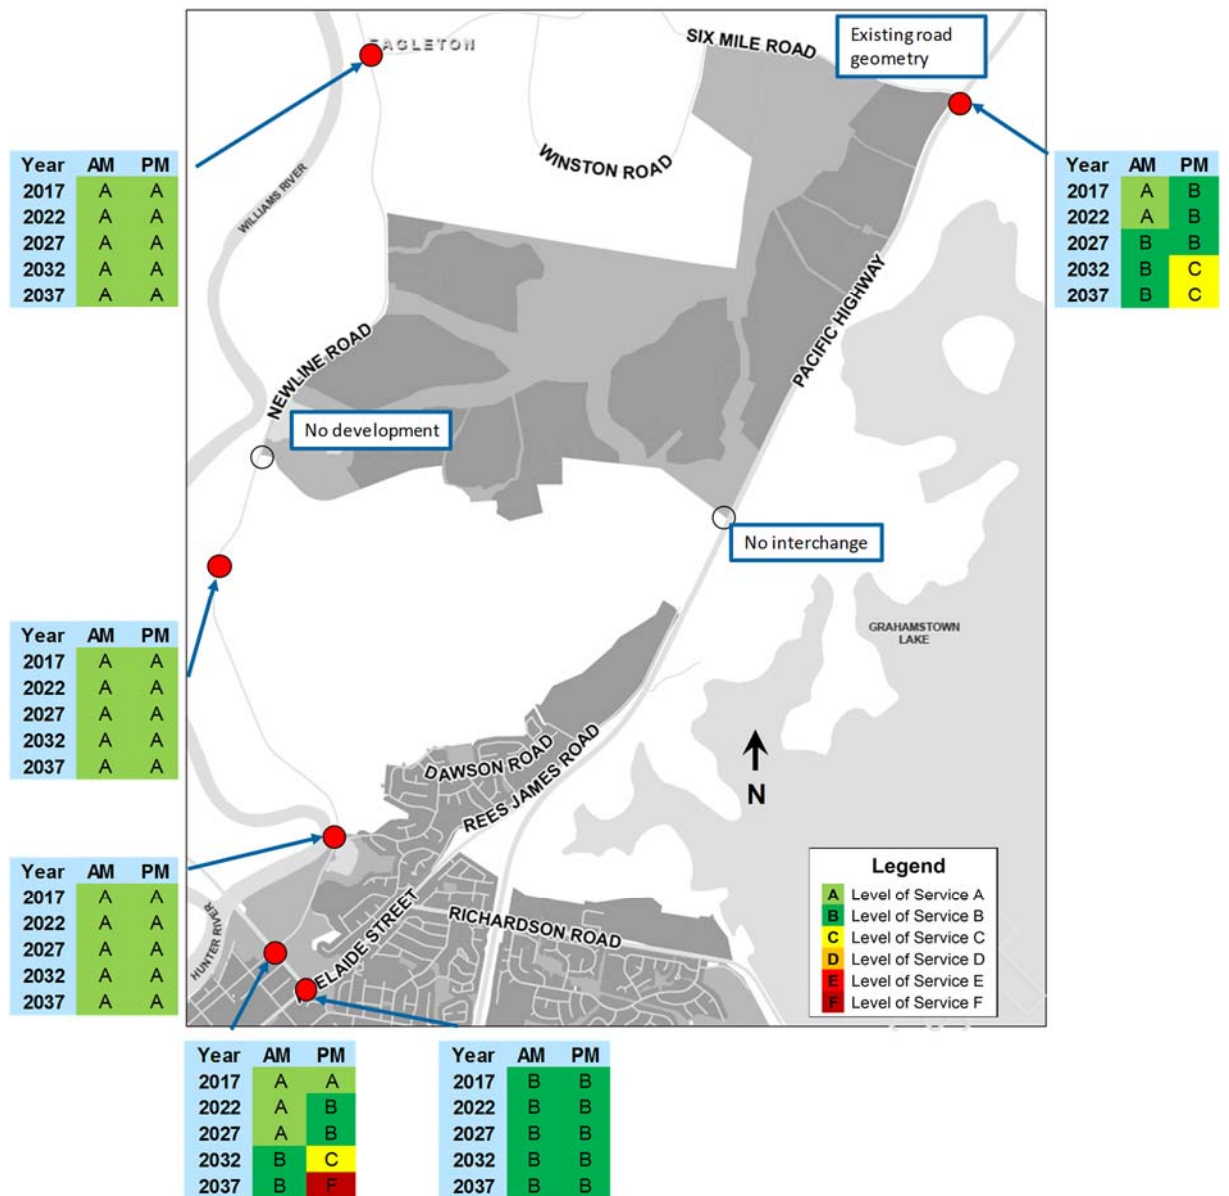 EAGLETON
SIX MILE ROAD
Existing road
geometry
WINSTON ROAD
WILLIAMS RIVER
Year AM PM
2017 A A
2022 A A
2027 A A
2032 A A
2037 A A
Year AM PM
2017 A B
2022 A B
2027 B B
2032 B C
2037 B C
PACIFIC HIGHWAY
NEWLINE ROAD
No development
No interchange
GRAHAMSTOWN
LAKE
Year AM PM
2017 A A
2022 A A
2027 A A
2032 A A
2037 A A
DAWSON ROAD
REES JAMES ROAD
N
Year AM PM
2017 A A
2022 A A
2027 A A
2032 A A
2037 A A
HUNTER RIVER
ELAIDE STREET
RICHARDSON ROAD
Legend
A Level of Service A
B Level of Service B
C Level of Service C
D Level of Service D
E Level of Service E
F Level of Service F
Year AM PM
2017 A A
2022 A B
2027 A B
2032 B C
2037 B F
Year AM PM
2017 B B
2022 B B
2027 B B
2032 B B
2037 B B